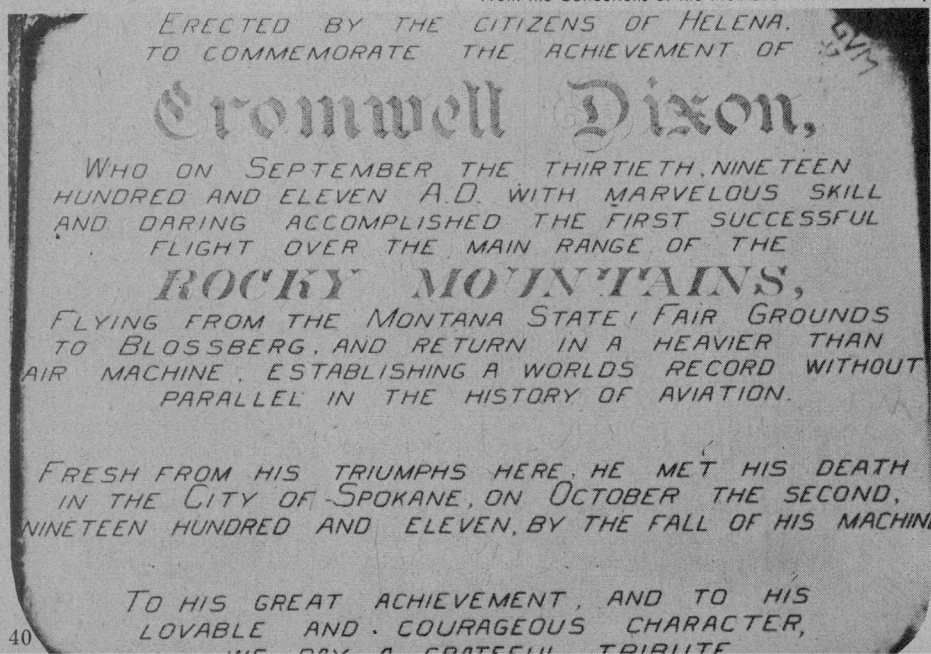 ERECTED BY THE CITIZENS OF HELENA.
TO COMMEMORATE THE ACHIEVEMENT OF
GVM
Cromwell Dixon,
WHO ON SEPTEMBER THE THIRTIETH, NINETEEN
HUNDRED AND ELEVEN A.D. WITH MARVELOUS SKILL
AND DARING ACCOMPLISHED THE FIRST SUCCESSFUL
FLIGHT OVER THE MAIN RANGE OF THE
ROCKY MOUNTAINS,
FLYING FROM THE MONTANA STATE FAIR GROUNDS
TO BLOSSBERG, AND RETURN IN A HEAVIER THAN
AIR MACHINE, ESTABLISHING A WORLDS RECORD WITHOUT
PARALLEL IN THE HISTORY OF AVIATION.
FRESH FROM HIS TRIUMPHS HERE, HE MET HIS DEATH
IN THE CITY OF SPOKANE, ON OCTOBER THE SECOND,
NINETEEN HUNDRED AND ELEVEN, BY THE FALL OF HIS MACHINE
TO HIS GREAT ACHIEVEMENT, AND TO HIS
LOVABLE AND COURAGEOUS CHARACTER,
WE PAY A GRATEFUL TRIBUTE
40